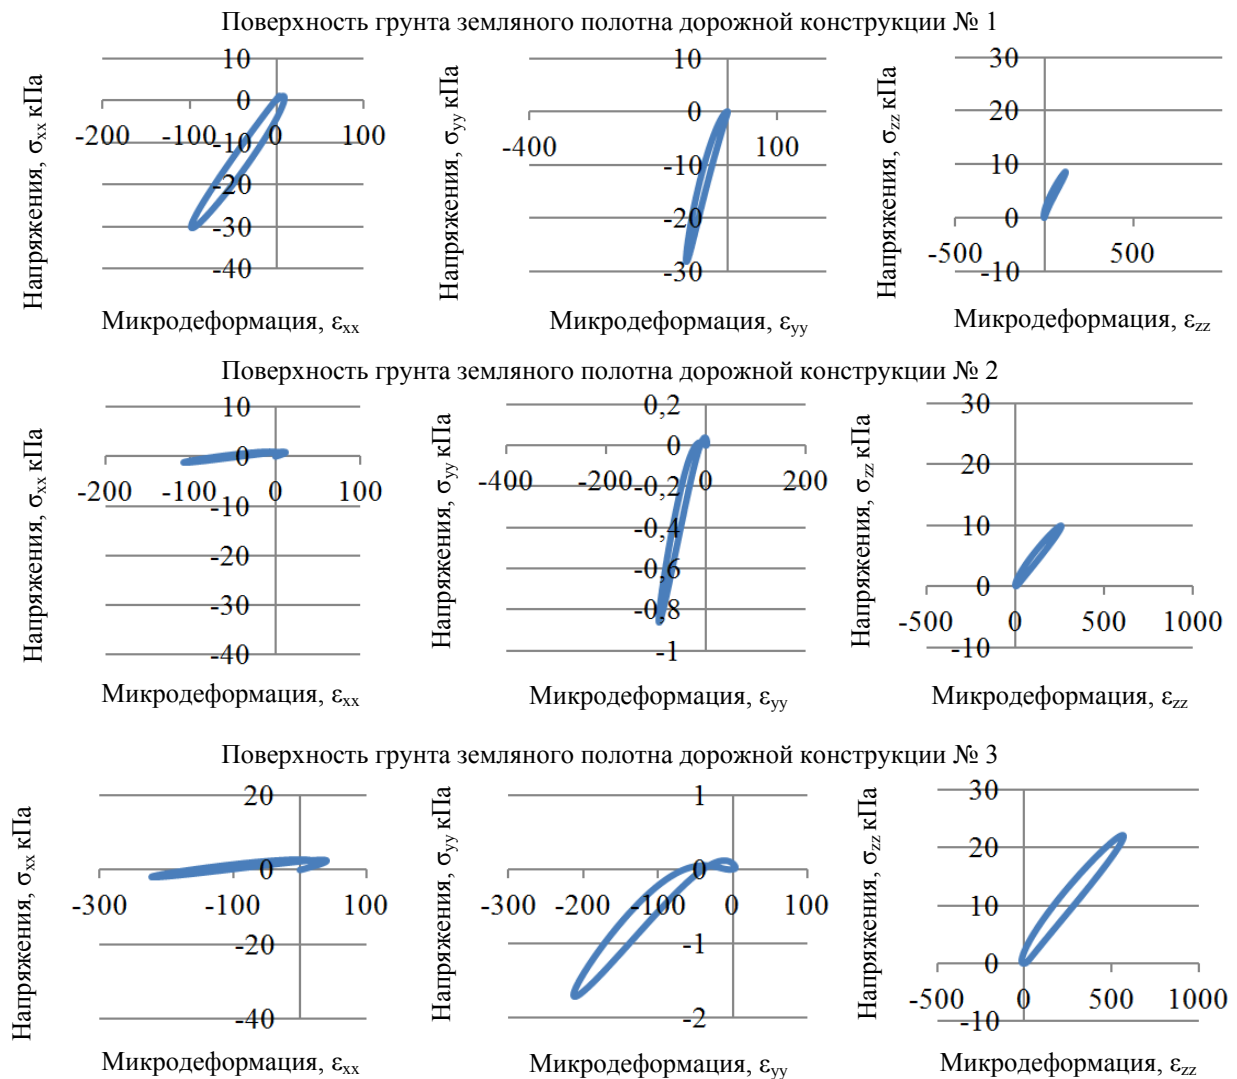 Поверхность грунта земляного полотна дорожной конструкции № 1
Напряжения, σxx кПа
10
0
-10
-20
-30
-40
-200 -100 0 100
Микродеформация, εxx
Напряжения, σyy кПа
10
0
-10
-20
-30
-400 100
Микродеформация, εyy
Напряжения, σzz кПа
30
20
10
0
-10
-500 500
Микродеформация, εzz
Поверхность грунта земляного полотна дорожной конструкции № 2
Напряжения, σxx кПа
10
0
-10
-20
-30
-40
-200 -100 0 100
Микродеформация, εxx
Напряжения, σyy кПа
0,2
0
-0,2
-0,4
-0,6
-0,8
-1
-400 -200 0 200
Микродеформация, εyy
Напряжения, σzz кПа
30
20
10
0
-10
-500 0 500 1000
Микродеформация, εzz
Поверхность грунта земляного полотна дорожной конструкции № 3
Напряжения, σxx кПа
20
0
-20
-40
-300 -100 100
Микродеформация, εxx
Напряжения, σyy кПа
1
0
-1
-2
-300 -200 -100 0 100
Микродеформация, εyy
Напряжения, σzz кПа
30
20
10
0
-10
-500 0 500 1000
Микродеформация, εzz